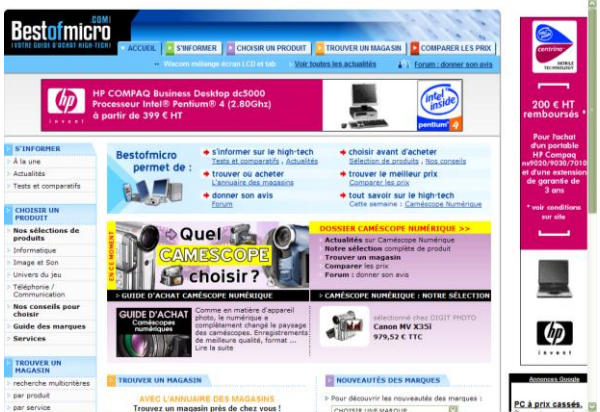 Bestofmicro
.COM!
!VOTRE GUIDE D'ACHAT HIGH-TECH!
ACCUEIL
S'INFORMER
CHOISIR UN PRODUIT
TROUVER UN MAGASIN
COMPARER LES PRIX
Wacom mélange écran LCD et tab
Voir toutes les actualités
Forum : donner son avis
hp
invent
HP COMPAQ Business Desktop dc5000
Processeur Intel® Pentium® 4 (2.80Ghz)
à partir de 399 € HT
intel inside
pentium 4
S'INFORMER
À la une
Actualités
Tests et comparatifs
CHOISIR UN
PRODUIT
Nos sélections de
produits
Informatique
Image et Son
Univers du jeu
Téléphonie /
Communication
Nos conseils pour
choisir
Guide des marques
Services
TROUVER UN
MAGASIN
recherche multicritères
par produit
par service
Bestofmicro
permet de :
s'informer sur le high-tech
Tests et comparatifs , Actualités
trouver ou acheter
L'annuaire des magasins
donner son avis
Forum
choisir avant d'acheter
Sélection de produits , Nos conseils
trouver le meilleur prix
Comparer les prix
tout savoir sur le high-tech
Cette semaine : Caméscope Numérique
EN CE MOMENT
Quel
CAMESCOPE
choisir ?
DOSSIER CAMÉSCOPE NUMÉRIQUE >>
Actualités sur Caméscope Numérique
Notre sélection complète de produit
Trouver un magasin
Comparer les prix
Forum : donner son avis
GUIDE D'ACHAT CAMÉSCOPE NUMÉRIQUE
GUIDE D'ACHAT
Caméscopes
numériques
Comme en matière d'appareil
photo, le numérique a
complètement changé le paysage
des caméscopes. Enregistrements
de meilleure qualité, format ...
Lire la suite
CAMÉSCOPE NUMÉRIQUE : NOTRE SÉLECTION
sélectionné chez DIGIT PHOTO
Canon MV X35i
979,52 € TTC
TROUVER UN MAGASIN
AVEC L'ANNUAIRE DES MAGASINS
Trouvez un magasin près de chez vous !
NOUVEAUTÉS DES MARQUES
Pour découvrir les nouveautés des marques :
CHOISIR UNE MARQUE
centrino
MOBILE
TECHNOLOGY
200 € HT
remboursés *
Pour l'achat
d'un portable
HP Compaq
nx9020/9030/7010
et d'une extension
de garantie de
3 ans
* voir conditions
sur site
hp
invent
Annonces Google
PC à prix cassés.